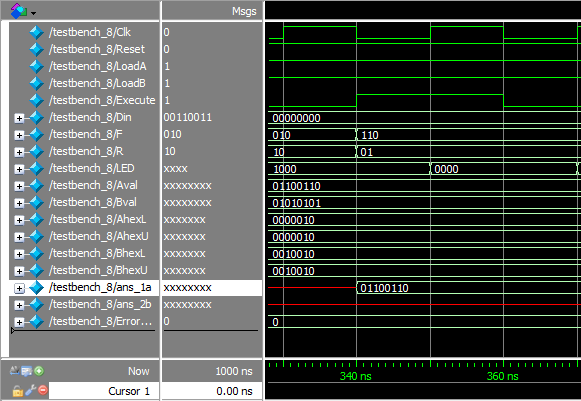 Msgs
/testbench_8/Clk 0
/testbench_8/Reset 0
/testbench_8/LoadA 1
/testbench_8/LoadB 1
/testbench_8/Execute 1
/testbench_8/Din 00110011 00000000
/testbench_8/F 010 010 110
/testbench_8/R 10 10 01
/testbench_8/LED xxxx 1000 0000
/testbench_8/Aval xxxxxxxx 01100110
/testbench_8/Bval xxxxxxxx 01010101
/testbench_8/AhexL xxxxxxx 0000010
/testbench_8/AhexU xxxxxxx 0000010
/testbench_8/BhexL xxxxxxx 0010010
/testbench_8/BhexU xxxxxxx 0010010
/testbench_8/ans_1a xxxxxxxx 01100110
/testbench_8/ans_2b xxxxxxxx
/testbench_8/Error... 0 0
Now 1000 ns 340 ns 360 ns
Cursor 1 0.00 ns